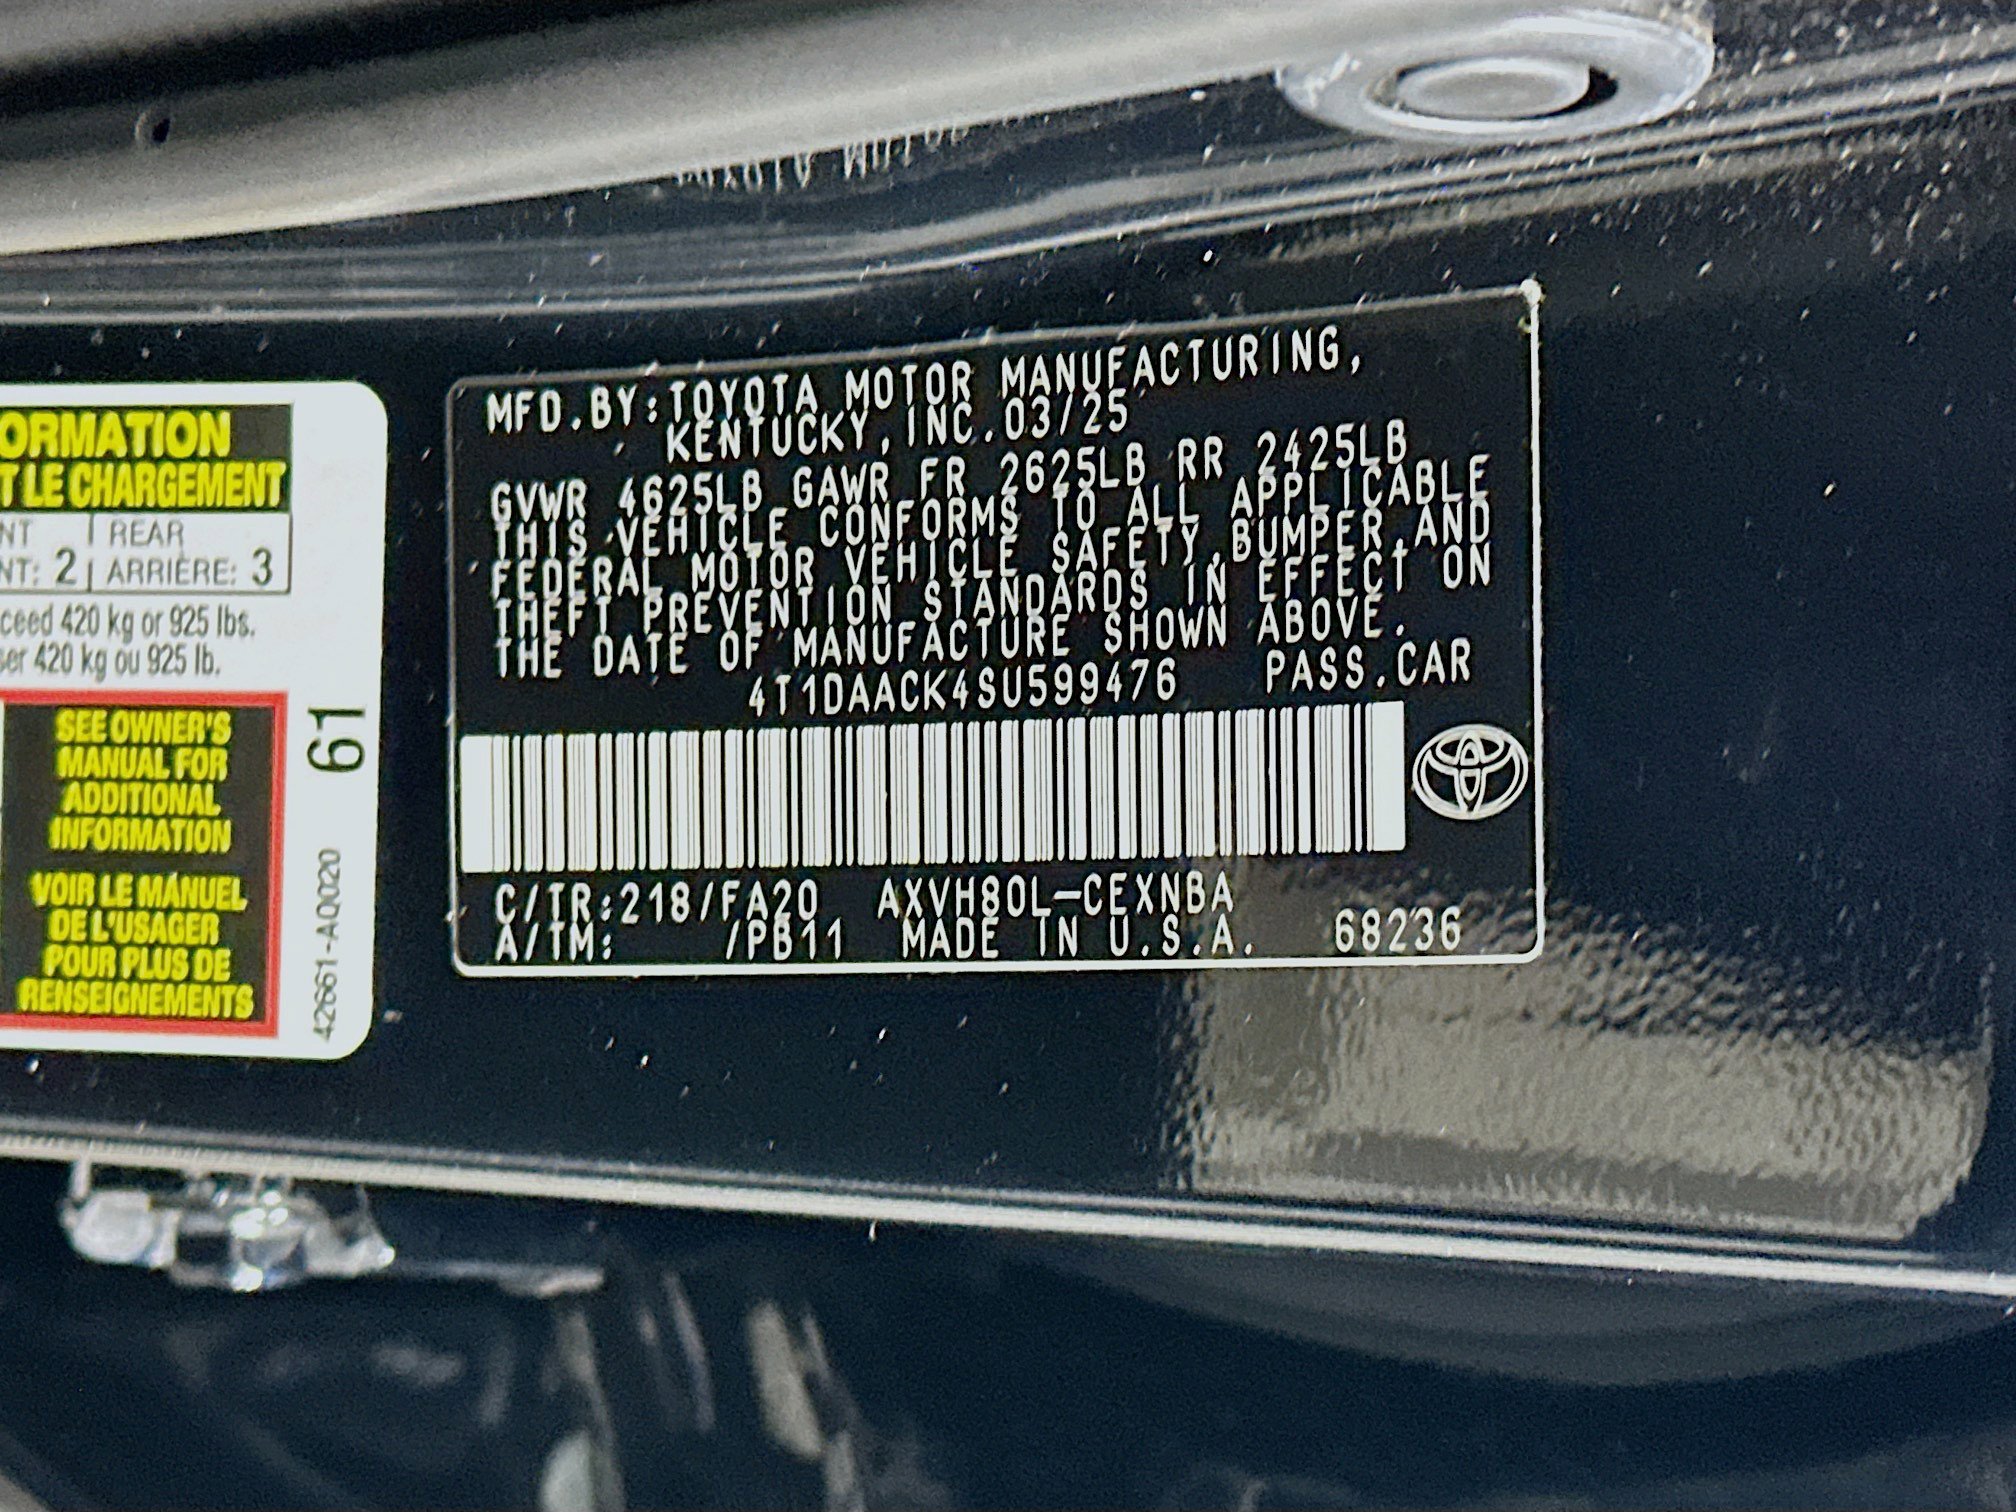 ORMATION
T LE CHARGEMENT
NT REAR
NT: 2 ARRIÈRE: 3
ceed 420 kg or 925 lbs.
ser 420 kg ou 925 lb.
SEE OWNER'S
MANUAL FOR
ADDITIONAL
INFORMATION
VOIR LE MANUEL
DE L'USAGER
POUR PLUS DE
RENSEIGNEMENTS
61
42661-A0020
MFD.BY:TOYOTA MOTOR MANUFACTURING,
KENTUCKY,INC.03/25
GVWR 4625LB GAWR FR 2625LB RR 2425LB
THIS VEHICLE CONFORMS TO ALL APPLICABLE
FEDERAL MOTOR VEHICLE SAFETY,BUMPER,AND
THEFT PREVENTION STANDARDS IN EFFECT ON
THE DATE OF MANUFACTURE SHOWN ABOVE.
4T1DAACK4SU599476 PASS.CAR
C/TR:218/FA20 AXVH80L-CEXNBA
A/TM: /PB11 MADE IN U.S.A. 68236